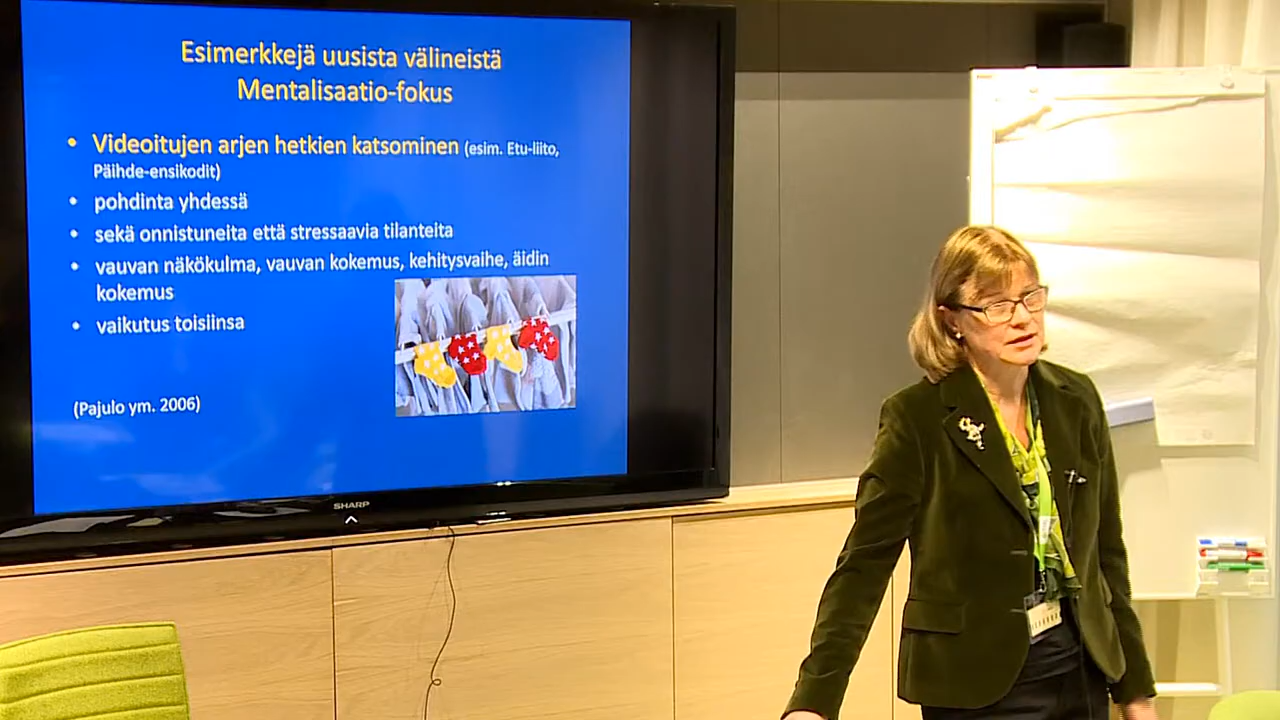 Esimerkkejä uusista välineistä
Mentalisaatio-fokus
• Videoitujen arjen hetkien katsominen (esim. Etu-liito,
Päihde-ensikodit)
• pohdinta yhdessä
• sekä onnistuneita että stressaavia tilanteita
• vauvan näkökulma, vauvan kokemus, kehitysvaihe, äidin
kokemus
• vaikutus toisiinsa
(Pajulo ym. 2006)
SHARP